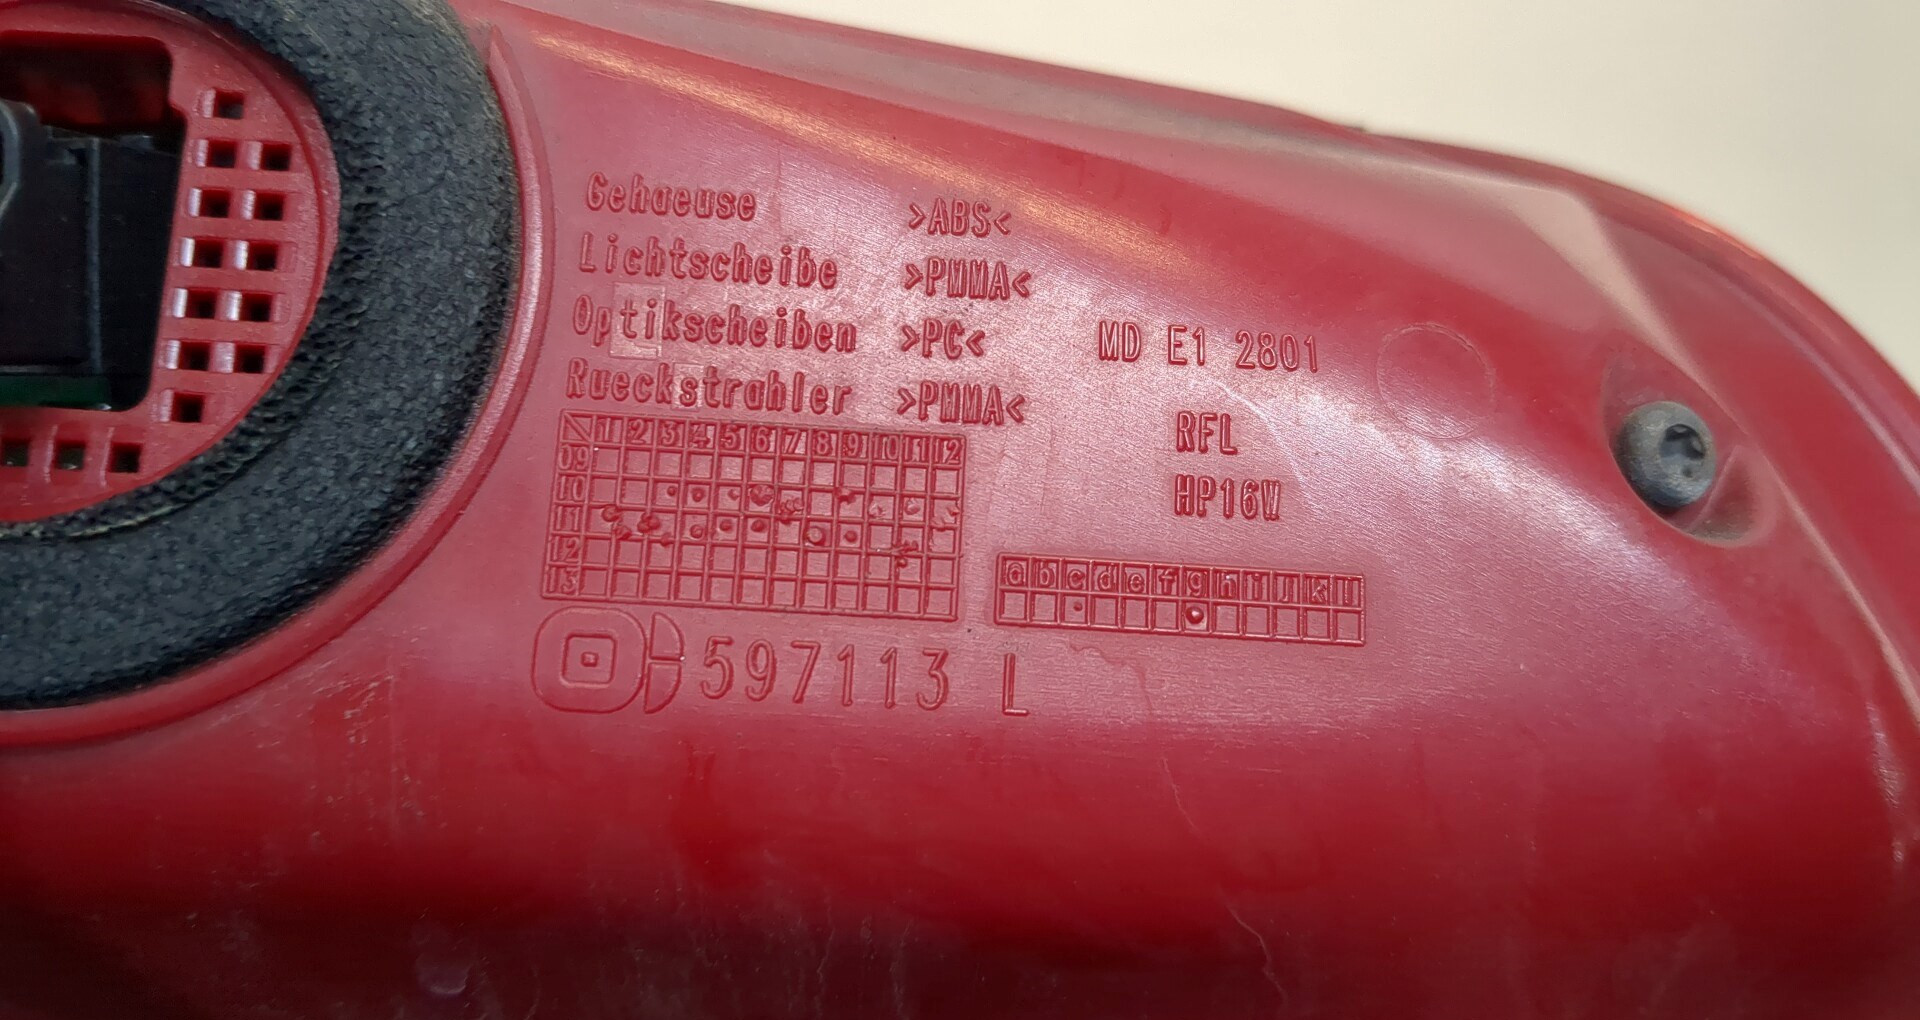 Gehaeuse >ABS<
Lichtscheibe >PMMA<
Optikscheiben >PC<
Rueckstrahler >PMMA<
MD E1 2801
RFL
HP16W
1 2 3 4 5 6 7 8 9 10 11 12
09
10
11
12
13
a b c d e f g h i j k l
597113 L